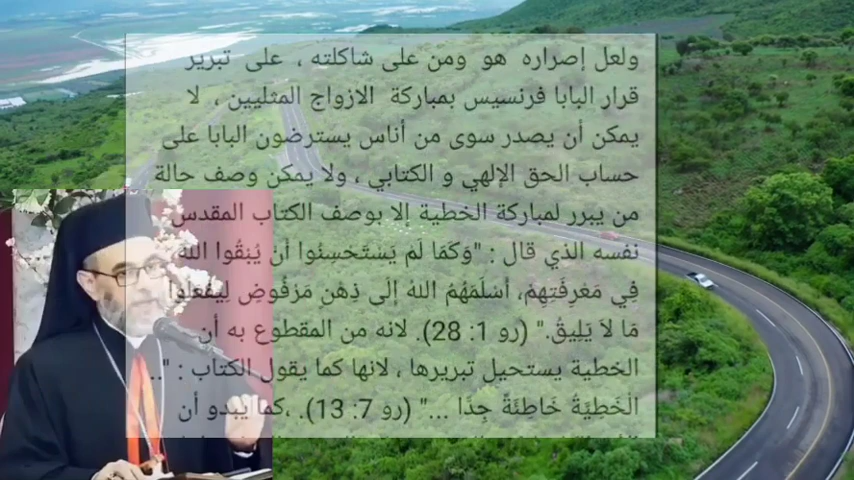 ولعل إصراره هو ومن على شاكلته ، على تبرير
قرار البابا فرنسيس بمباركة الازواج المثليين ، لا
يمكن أن يصدر سوى من أناس يسترضون البابا على
حساب الحق الإلهي و الكتابي ، ولا يمكن وصف حالة
من يبرر لمباركة الخطية إلا بوصف الكتاب المقدس
نفسه الذي قال : "وَكَمَا لَم يَسْتَحْسِنُوا أَنْ يُبْقُوا اللهَ
فِي مَعْرِفَتِهِمْ، أَسْلَمَهُمُ اللهُ إِلَى ذِهْنٍ مَرْفُوضٍ لِيَفْعَلُوا
مَا لاَ يَلِيقُ." (رو 1: 28). لانه من المقطوع به أن
الخطية يستحيل تبريرها ، لانها كما يقول الكتاب : "..
الْخَطِيَّةُ خَاطِئَةً جِدًّا ..." (رو 7: 13). ،كما يبدو أن